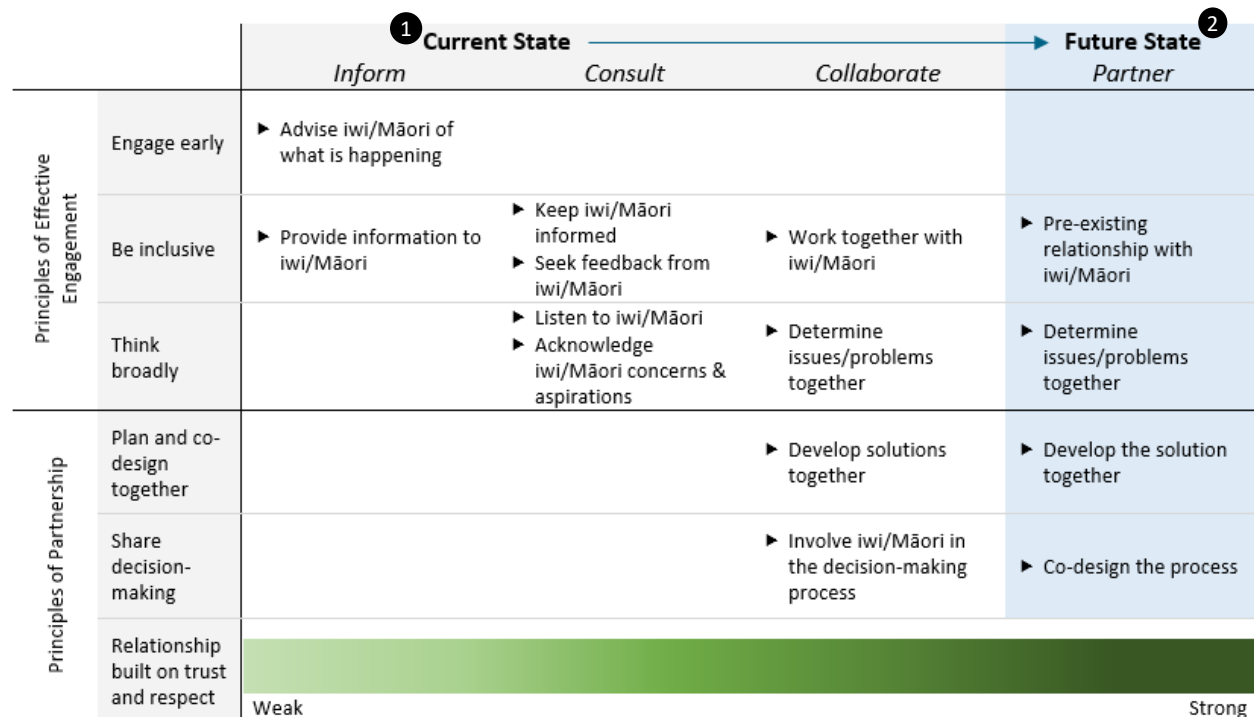 1 Current State
2 Future State
Inform
Consult
Collaborate
Partner
Principles of Effective
Engagement
Engage early
► Advise iwi/Māori of
what is happening
Be inclusive
► Provide information to
iwi/Māori
► Keep iwi/Māori
informed
► Seek feedback from
iwi/Māori
► Work together with
iwi/Māori
► Pre-existing
relationship with
iwi/Māori
Think
broadly
► Listen to iwi/Māori
► Acknowledge
iwi/Māori concerns &
aspirations
► Determine
issues/problems
together
► Determine
issues/problems
together
Principles of Partnership
Plan and co-
design
together
► Develop solutions
together
► Develop the solution
together
Share
decision-
making
► Involve iwi/Māori in
the decision-making
process
► Co-design the process
Relationship
built on trust
and respect
Weak
Strong